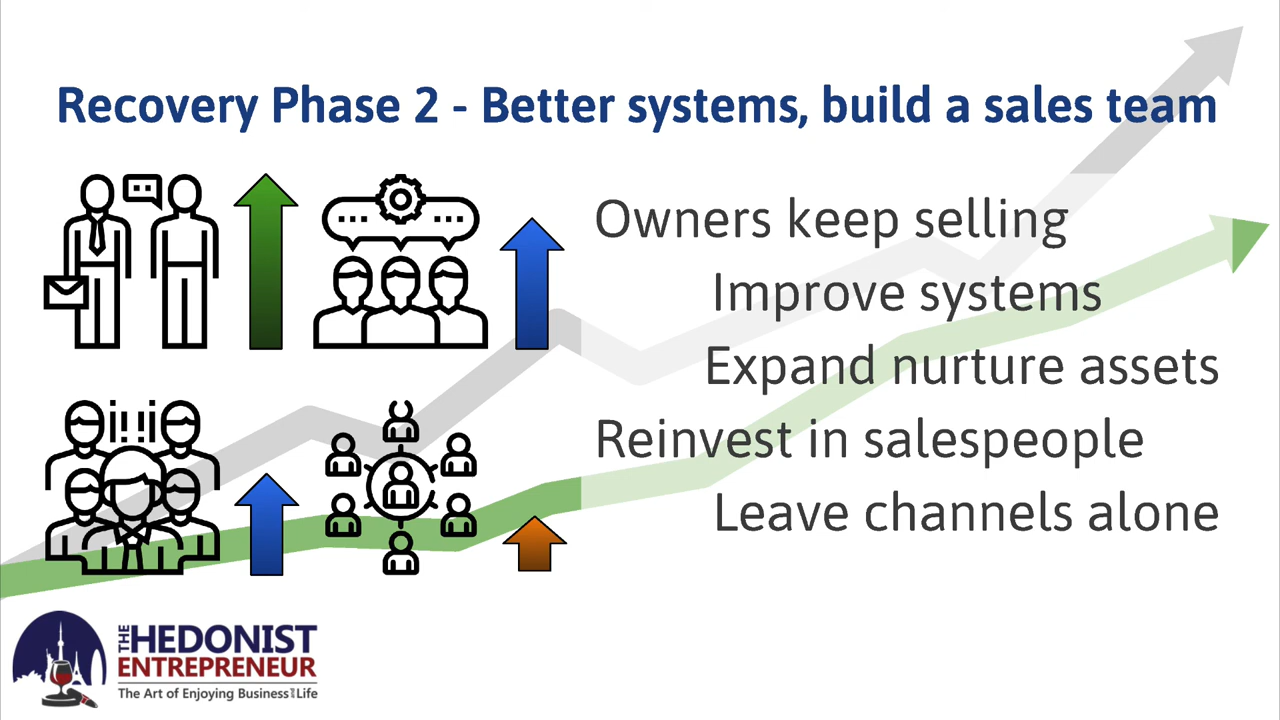 Recovery Phase 2 - Better systems, build a sales team
Owners keep selling
Improve systems
Expand nurture assets
Reinvest in salespeople
Leave channels alone
THE HEDONIST
ENTREPRENEUR
The Art of Enjoying Business and Life